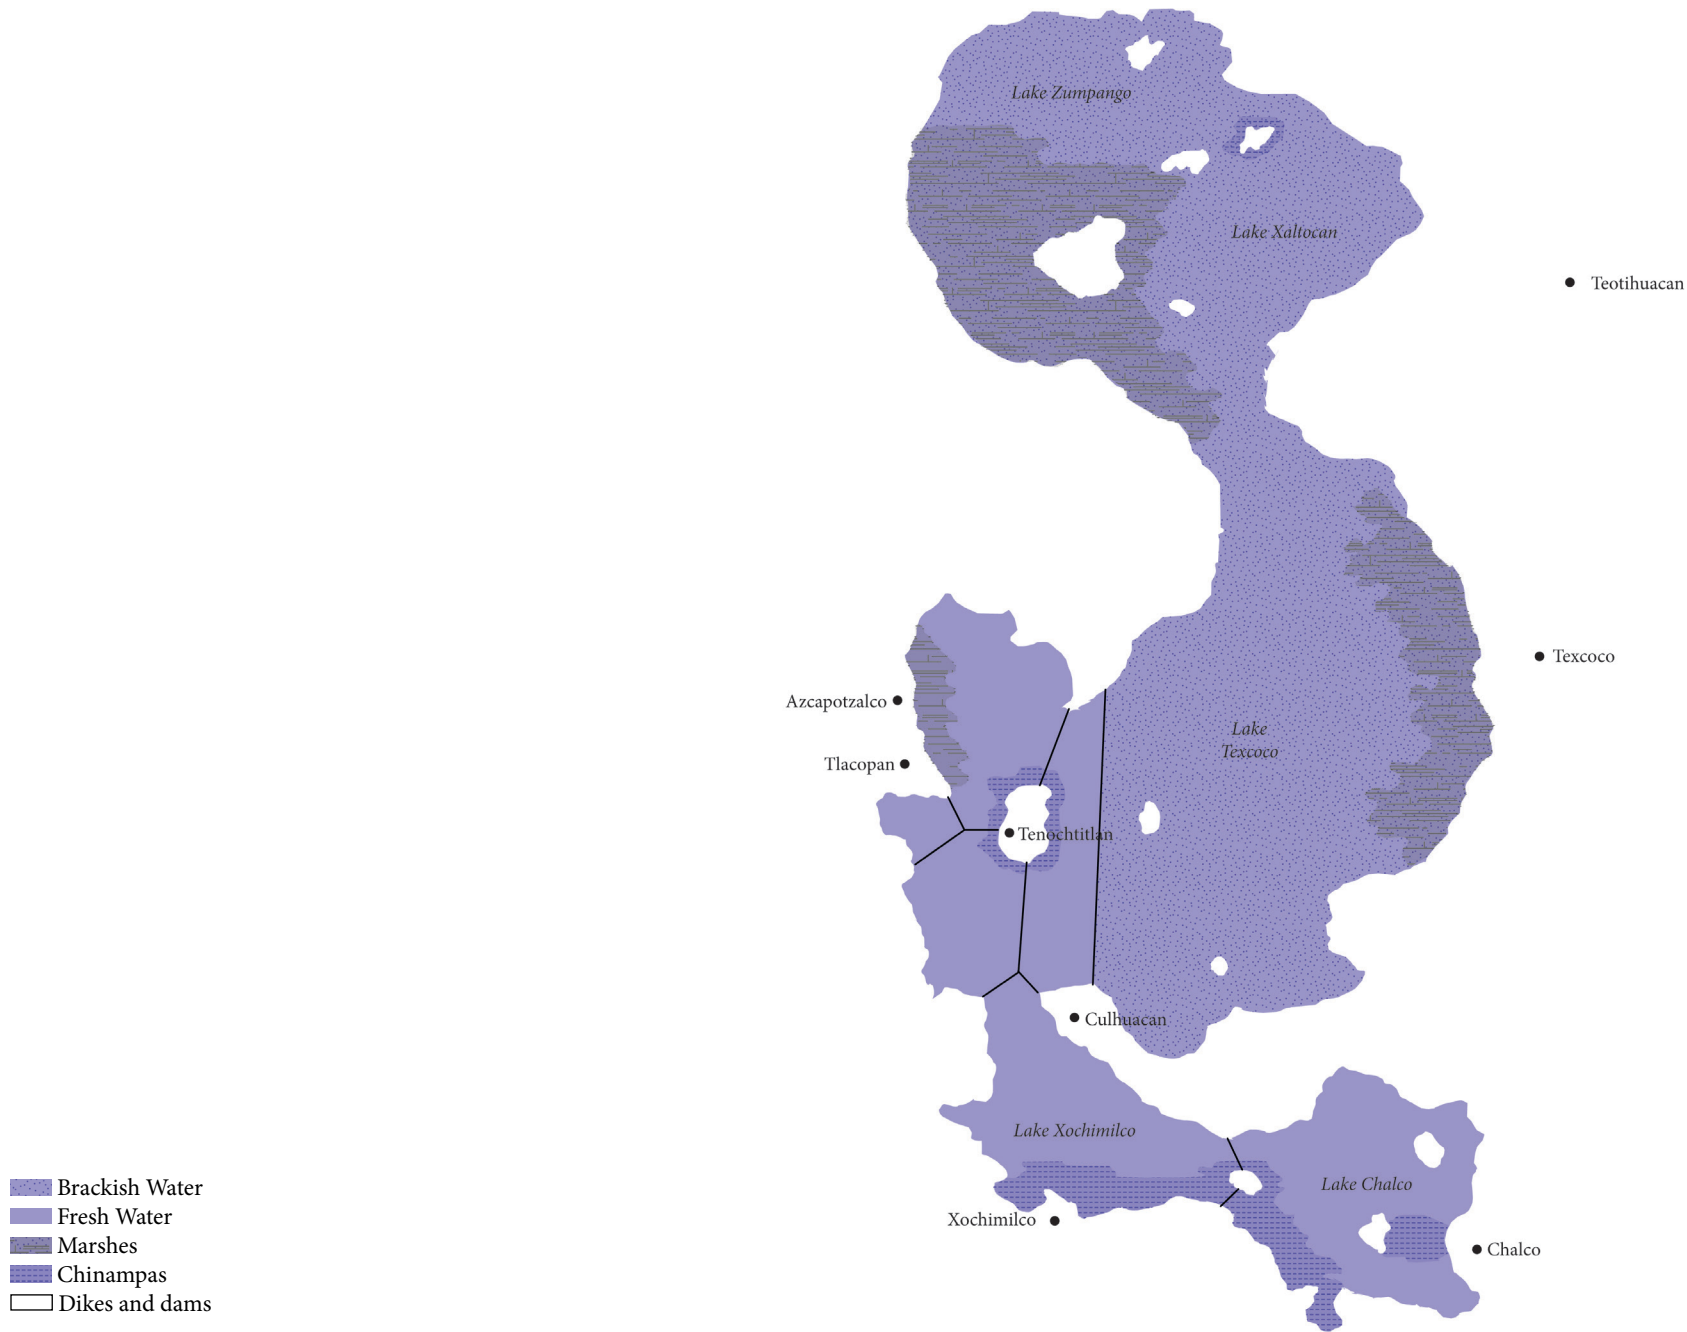 Lake Zumpango
Lake Xaltocan
Teotihuacan
Texcoco
Azcapotzalco
Lake
Texcoco
Tlacopan
Tenochtitlan
Culhuacan
Lake Xochimilco
Lake Chalco
Xochimilco
Chalco
Brackish Water
Fresh Water
Marshes
Chinampas
Dikes and dams